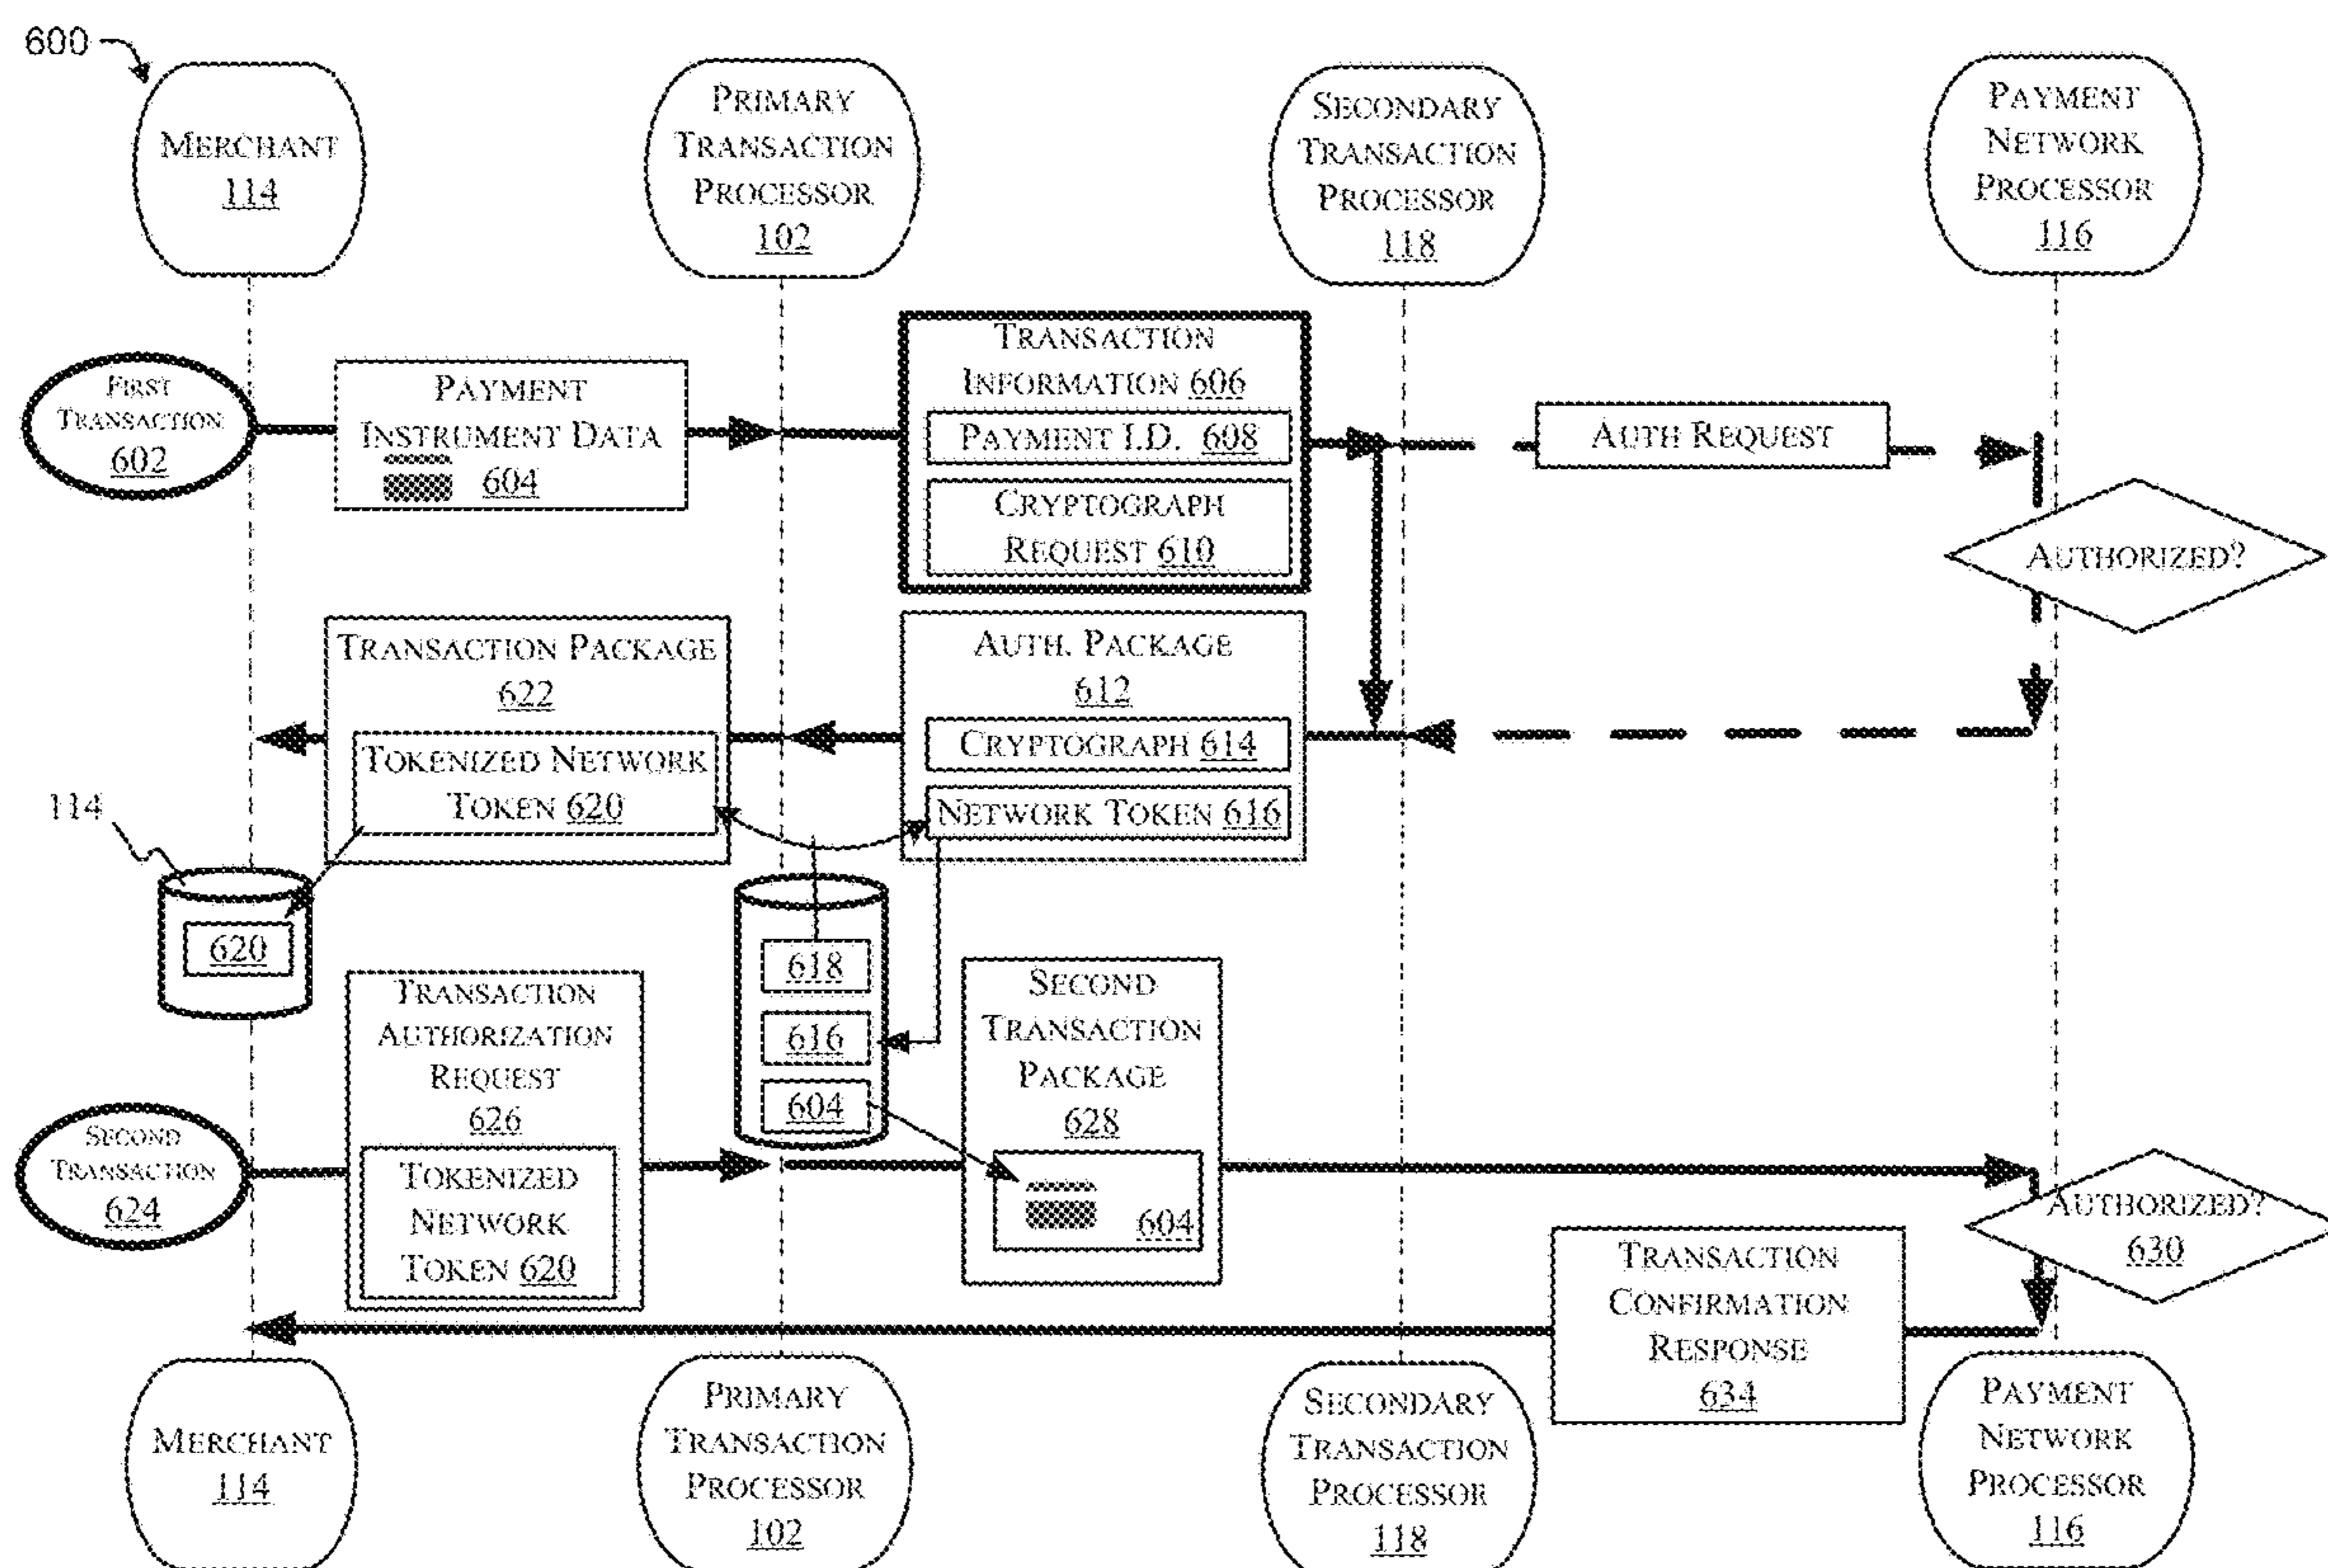 600
MERCHANT
114
PRIMARY
TRANSACTION
PROCESSOR
102
SECONDARY
TRANSACTION
PROCESSOR
118
PAYMENT
NETWORK
PROCESSOR
116
FIRST
TRANSACTION
602
PAYMENT
INSTRUMENT DATA
604
TRANSACTION
INFORMATION 606
PAYMENT I.D. 608
CRYPTOGRAPH
REQUEST 610
AUTH REQUEST
AUTHORIZED?
TRANSACTION PACKAGE
622
TOKENIZED NETWORK
TOKEN 620
AUTH. PACKAGE
612
CRYPTOGRAPH 614
NETWORK TOKEN 616
114
620
618
616
604
SECOND
TRANSACTION
624
TRANSACTION
AUTHORIZATION
REQUEST
626
TOKENIZED
NETWORK
TOKEN 620
SECOND
TRANSACTION
PACKAGE
628
604
AUTHORIZED?
630
TRANSACTION
CONFIRMATION
RESPONSE
634
MERCHANT
114
PRIMARY
TRANSACTION
PROCESSOR
102
SECONDARY
TRANSACTION
PROCESSOR
118
PAYMENT
NETWORK
PROCESSOR
116